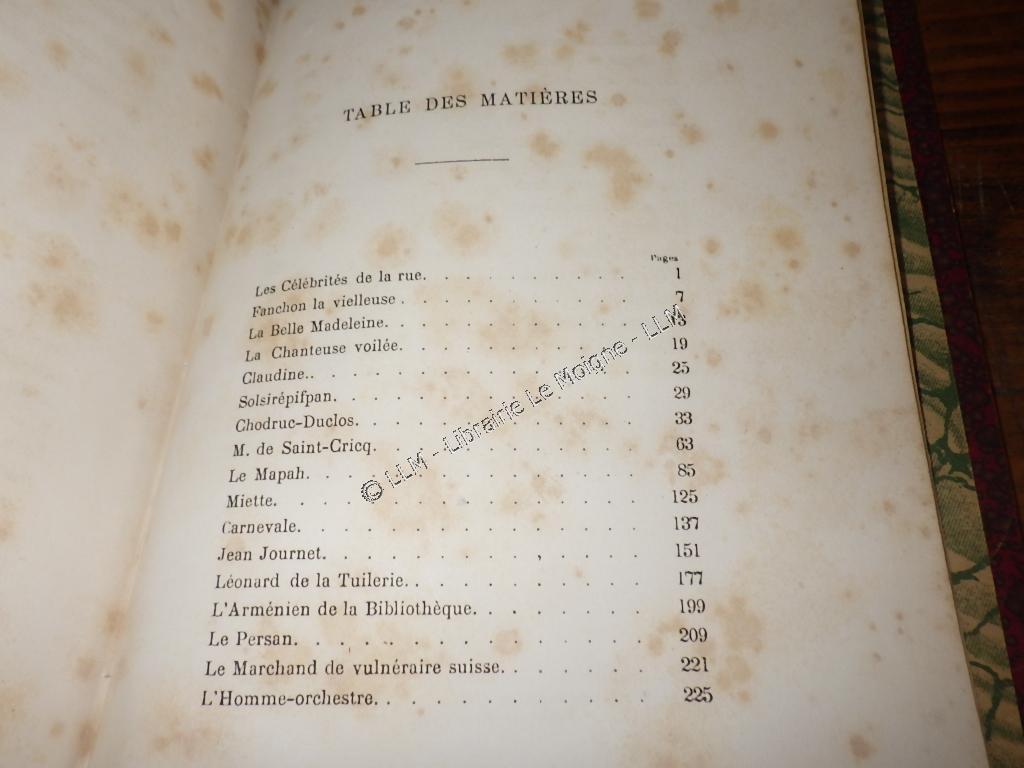 TABLE DES MATIÈRES
Pages
Les Célébrités de la rue. . . . . . . . . . 1
Fanchon la vielleuse . . . . . . . . . . . 7
La Belle Madeleine. . . . . . . . . . . . 13
La Chanteuse voilée. . . . . . . . . . . 19
Claudine.. . . . . . . . . . . . . . . . 25
Solsirépifpan. . . . . . . . . . . . . . 29
Chodruc-Duclos. . . . . . . . . . . . . 33
M. de Saint-Cricq. . . . . . . . . . . . 63
Le Mapah. . . . . . . . . . . . . . . . 85
Miette. . . . . . . . . . . . . . . . . 125
Carnevale. . . . . . . . . . . . . . . . 137
Jean Journet. . . . . . . . . . . . . . 151
Léonard de la Tuilerie. . . . . . . . . . 177
L'Arménien de la Bibliothèque. . . . . . . 199
Le Persan. . . . . . . . . . . . . . . . 209
Le Marchand de vulnéraire suisse. . . . . . 221
L'Homme-orchestre. . . . . . . . . . . . 225
© LLM - Librairie Le Moigne - LLM